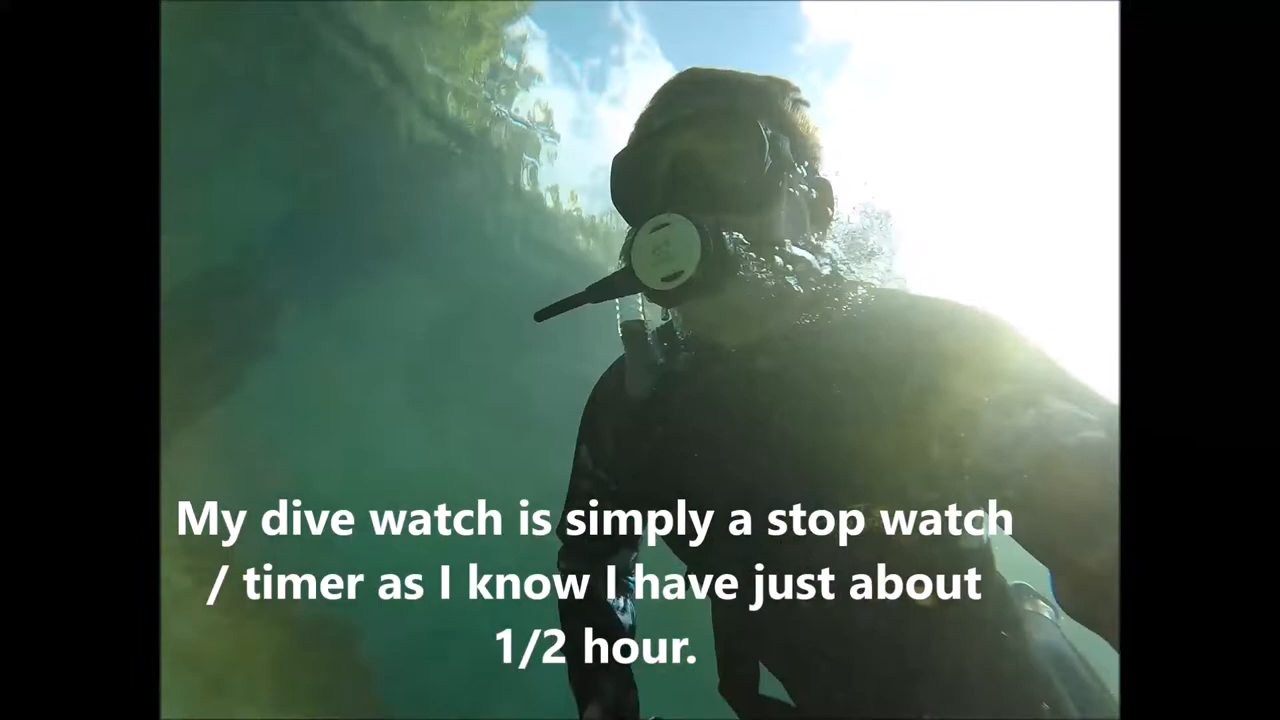 My dive watch is simply a stop watch
/ timer as I know I have just about
1/2 hour.